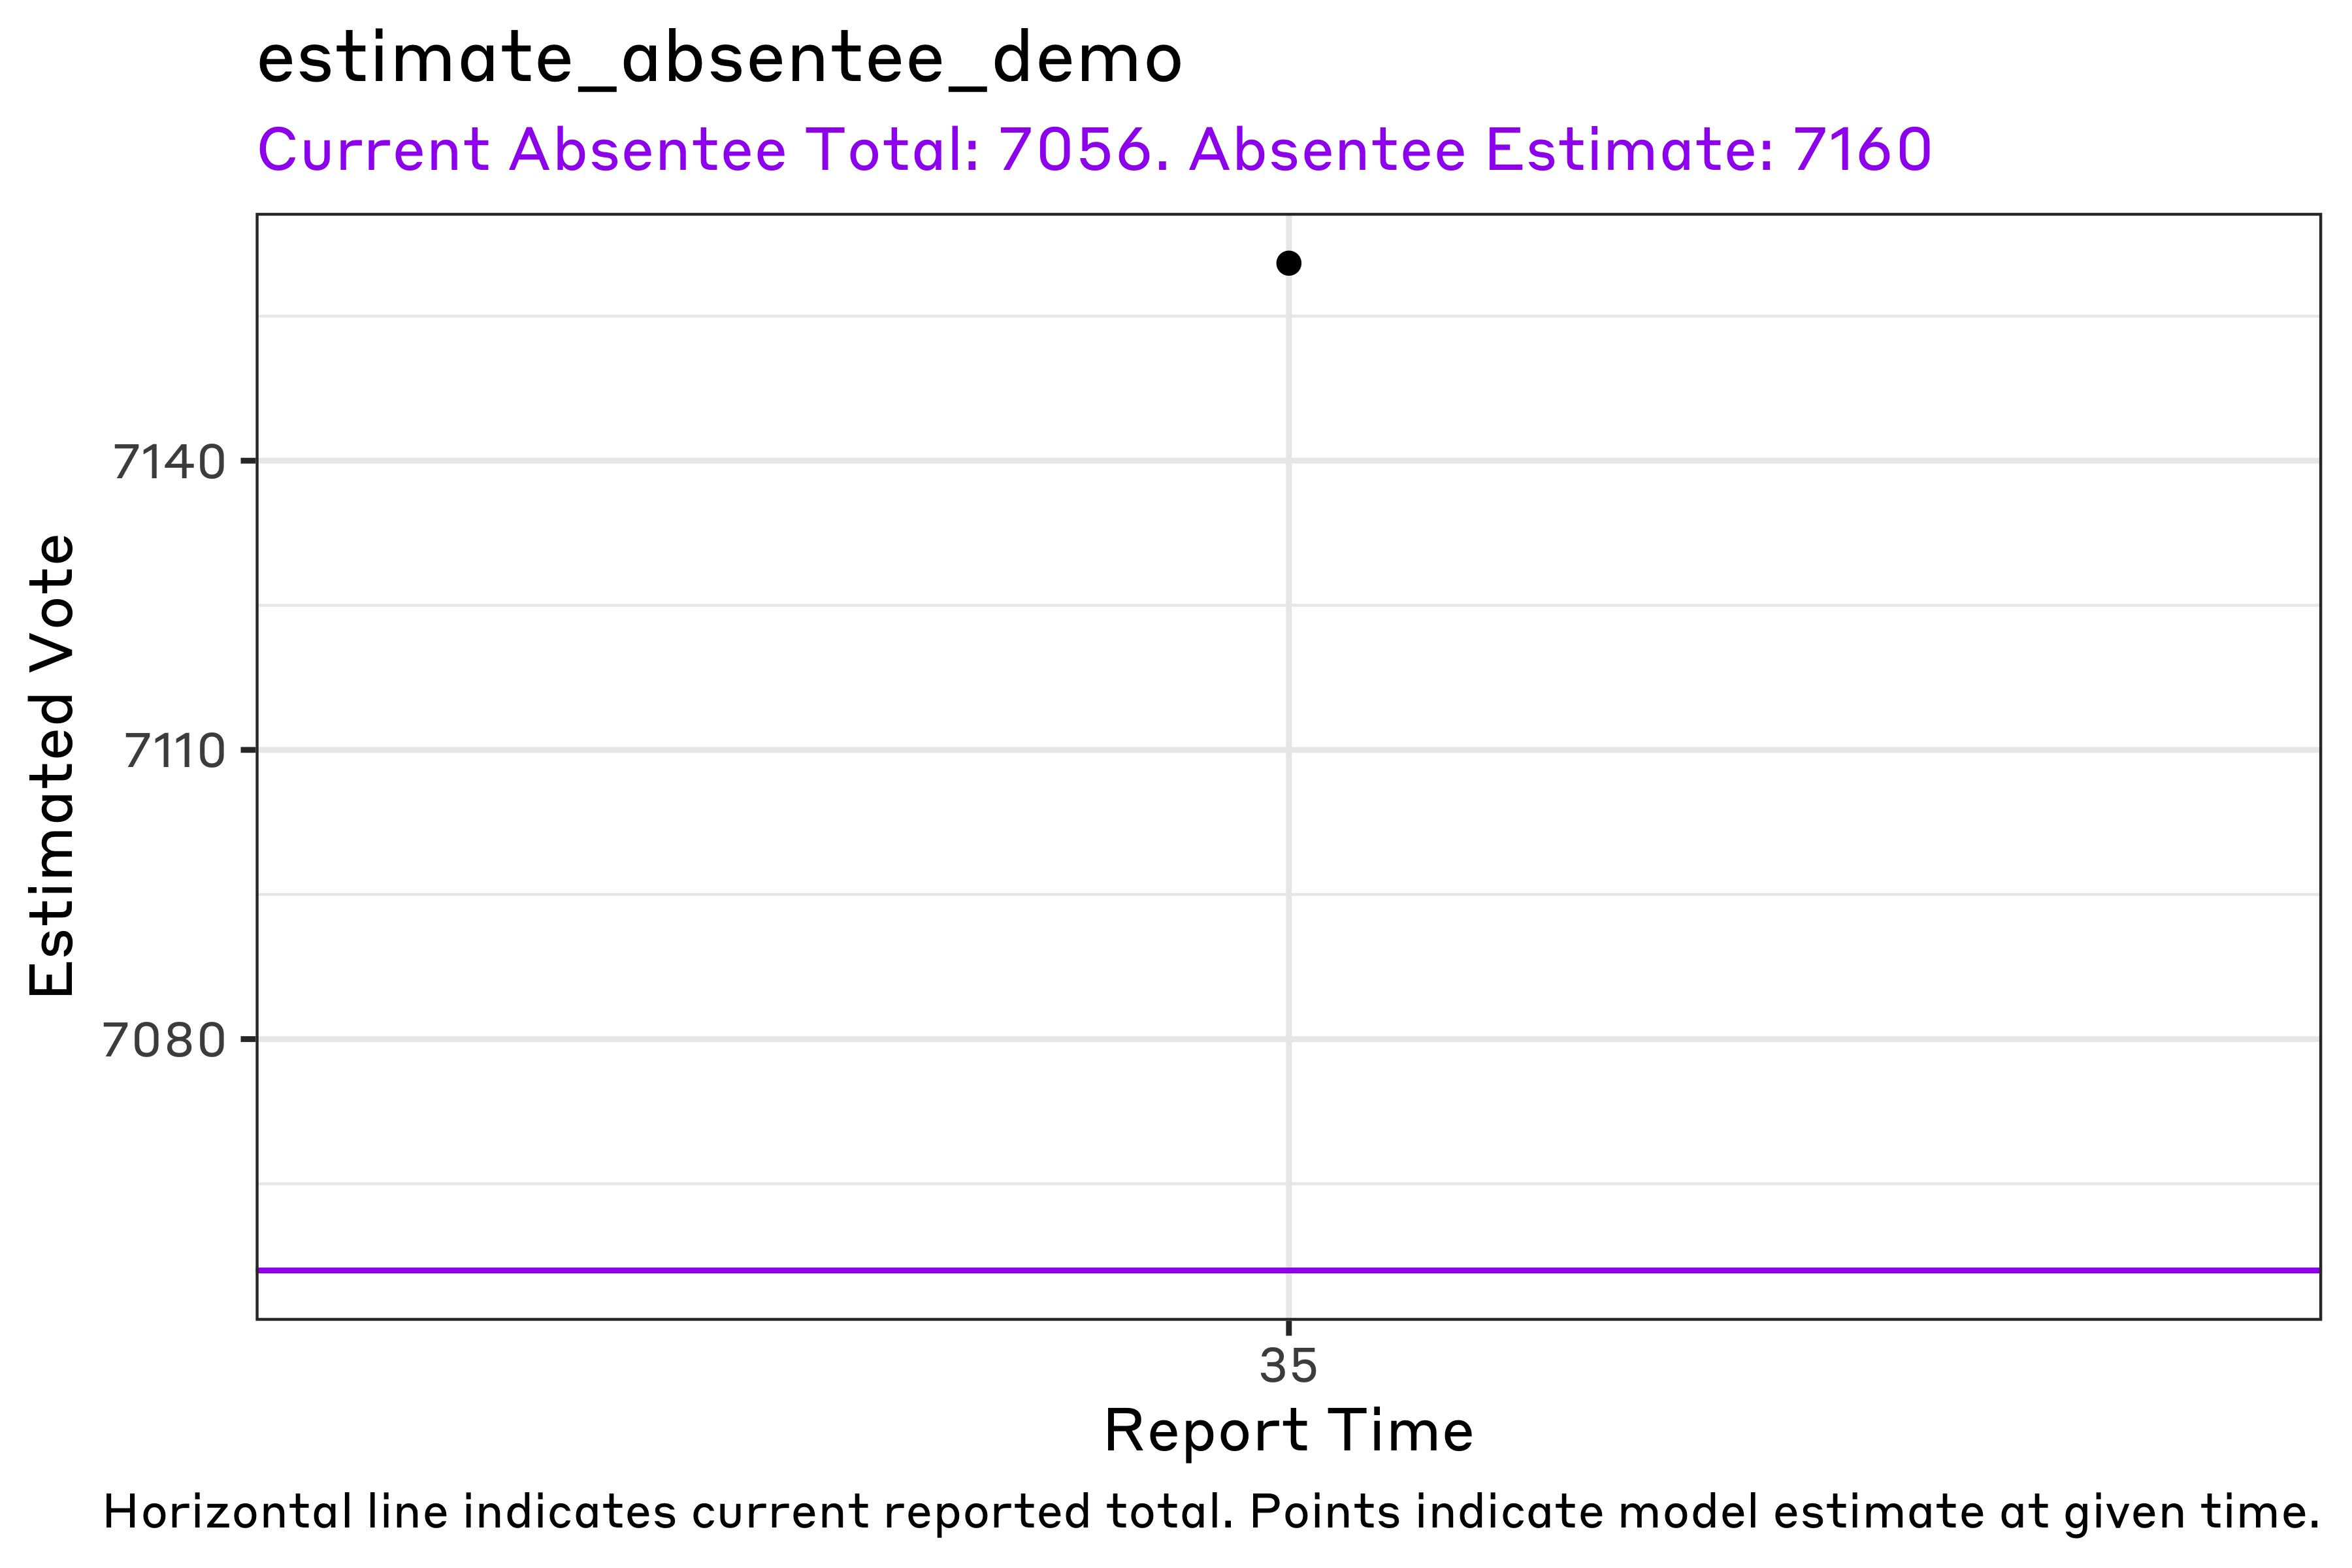 estimate_absentee_demo
Current Absentee Total: 7056. Absentee Estimate: 7160
Estimated Vote
7140
7110
7080
35
Report Time
Horizontal line indicates current reported total. Points indicate model estimate at given time.